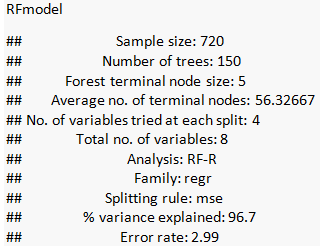 RFmodel
## Sample size: 720
## Number of trees: 150
## Forest terminal node size: 5
## Average no. of terminal nodes: 56.32667
## No. of variables tried at each split: 4
## Total no. of variables: 8
## Analysis: RF-R
## Family: regr
## Splitting rule: mse
## % variance explained: 96.7
## Error rate: 2.99